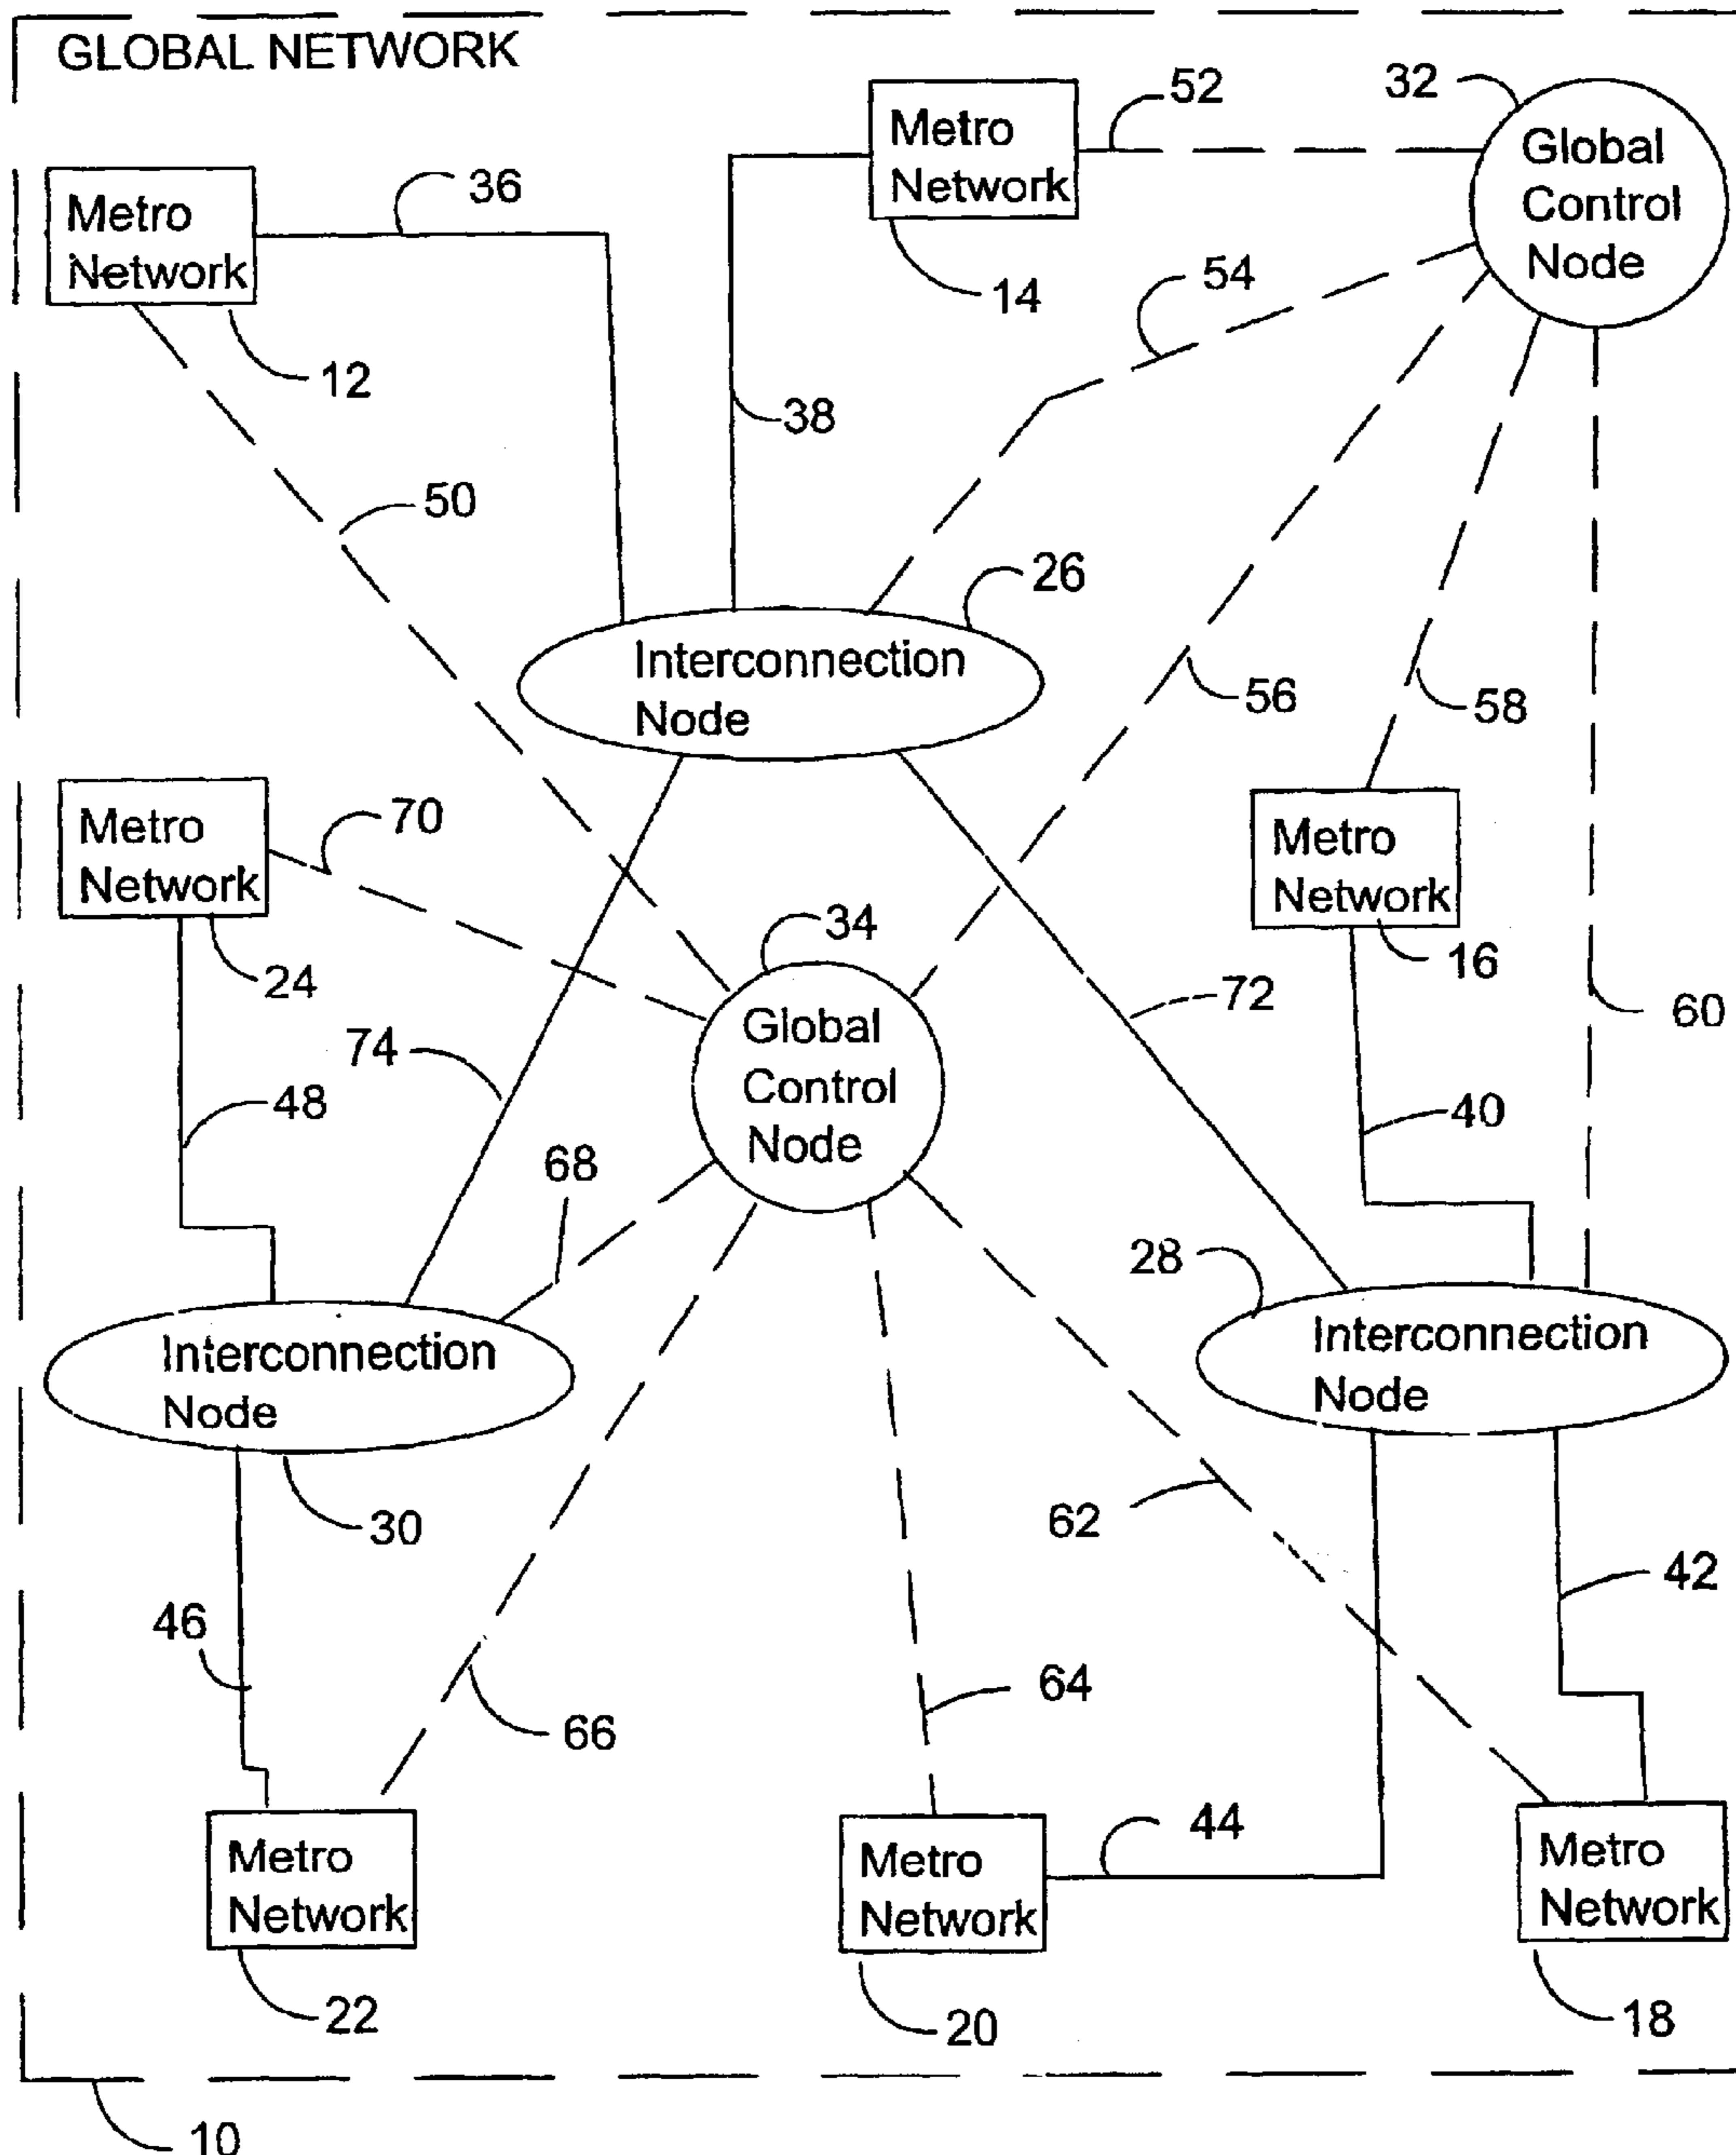 GLOBAL NETWORK
Metro
Network
12
36
Metro
Network
14
38
52
32
Global
Control
Node
54
50
26
Interconnection
Node
56
58
60
Metro
Network
24
70
34
Global
Control
Node
72
Metro
Network
16
74
48
68
40
28
Interconnection
Node
30
Interconnection
Node
62
42
46
66
64
44
Metro
Network
22
Metro
Network
20
Metro
Network
18
10